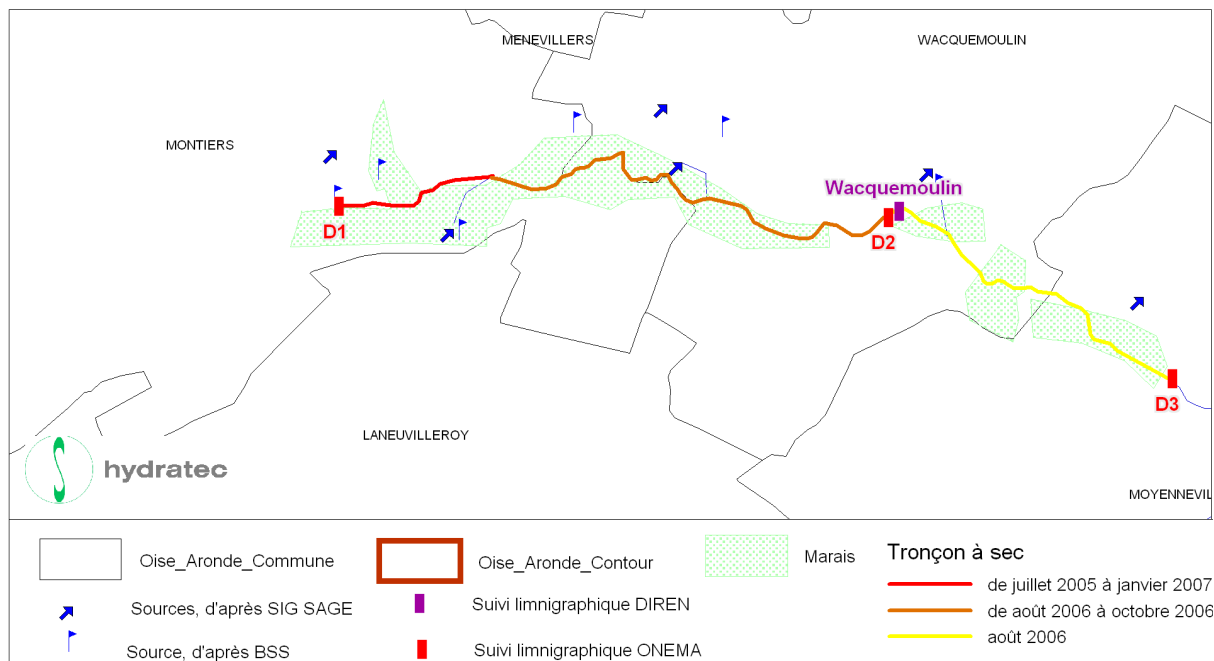 MENEVILLERS
WACQUEMOULIN
MONTIERS
Wacquemoulin
D1
D2
D3
LANEUVILLEROY
hydratec
MOYENNEVIL
Oise_Aronde_Commune
Oise_Aronde_Contour
Marais
Tronçon à sec
de juillet 2005 à janvier 2007
Sources, d'après SIG SAGE
Suivi limnigraphique DIREN
de août 2006 à octobre 2006
août 2006
Source, d'après BSS
Suivi limnigraphique ONEMA